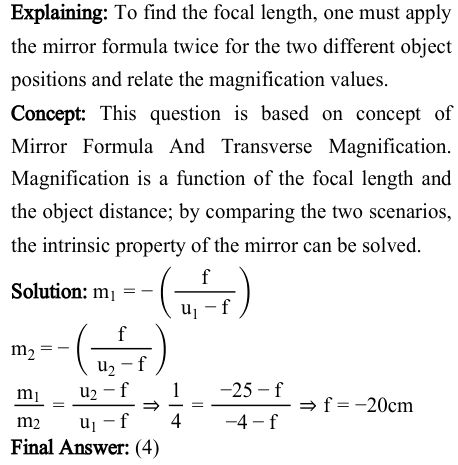 Explaining: To find the focal length, one must apply
the mirror formula twice for the two different object
positions and relate the magnification values.
Concept: This question is based on concept of
Mirror Formula And Transverse Magnification.
Magnification is a function of the focal length and
the object distance; by comparing the two scenarios,
the intrinsic property of the mirror can be solved.
Solution: m₁ = −(f / (u₁ − f))
m₂ = −(f / (u₂ − f))
m₁/m₂ = (u₂ − f)/(u₁ − f) ⇒ 1/4 = (−25 − f)/(−4 − f) ⇒ f = −20cm
Final Answer: (4)